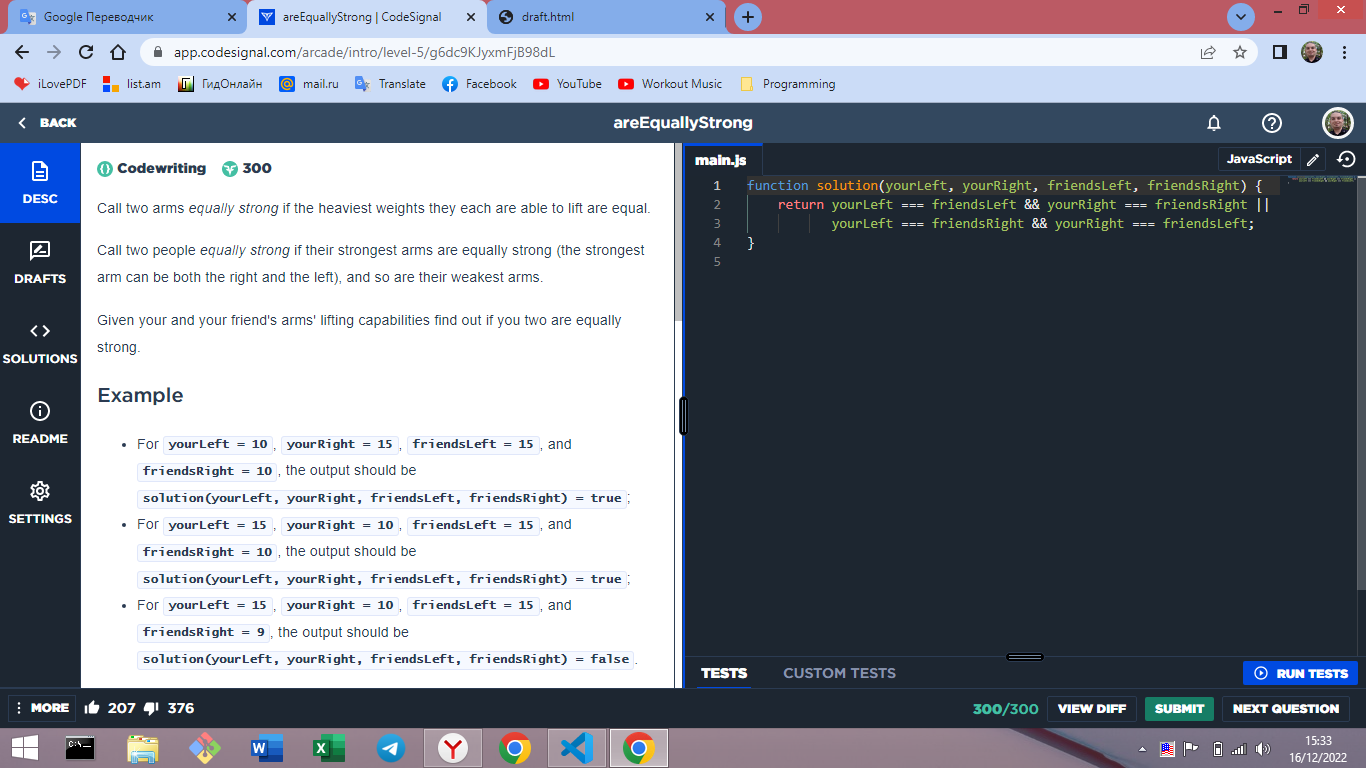 Google Переводчик
areEquallyStrong | CodeSignal
draft.html
app.codesignal.com/arcade/intro/level-5/g6dc9KJyxmFjB98dL
iLovePDF list.am ГидОнлайн mail.ru Translate Facebook YouTube Workout Music Programming
BACK
areEquallyStrong
DESC
DRAFTS
SOLUTIONS
README
SETTINGS
Codewriting 300
Call two arms equally strong if the heaviest weights they each are able to lift are equal.
Call two people equally strong if their strongest arms are equally strong (the strongest
arm can be both the right and the left), and so are their weakest arms.
Given your and your friend's arms' lifting capabilities find out if you two are equally
strong.
Example
• For yourLeft = 10, yourRight = 15, friendsLeft = 15, and
friendsRight = 10, the output should be
solution(yourLeft, yourRight, friendsLeft, friendsRight) = true;
• For yourLeft = 15, yourRight = 10, friendsLeft = 15, and
friendsRight = 10, the output should be
solution(yourLeft, yourRight, friendsLeft, friendsRight) = true;
• For yourLeft = 15, yourRight = 10, friendsLeft = 15, and
friendsRight = 9, the output should be
solution(yourLeft, yourRight, friendsLeft, friendsRight) = false.
main.js
JavaScript
1 function solution(yourLeft, yourRight, friendsLeft, friendsRight) {
2 return yourLeft === friendsLeft && yourRight === friendsRight ||
3 yourLeft === friendsRight && yourRight === friendsLeft;
4 }
5
TESTS CUSTOM TESTS RUN TESTS
MORE 207 376
300/300 VIEW DIFF SUBMIT NEXT QUESTION
15:33
16/12/2022